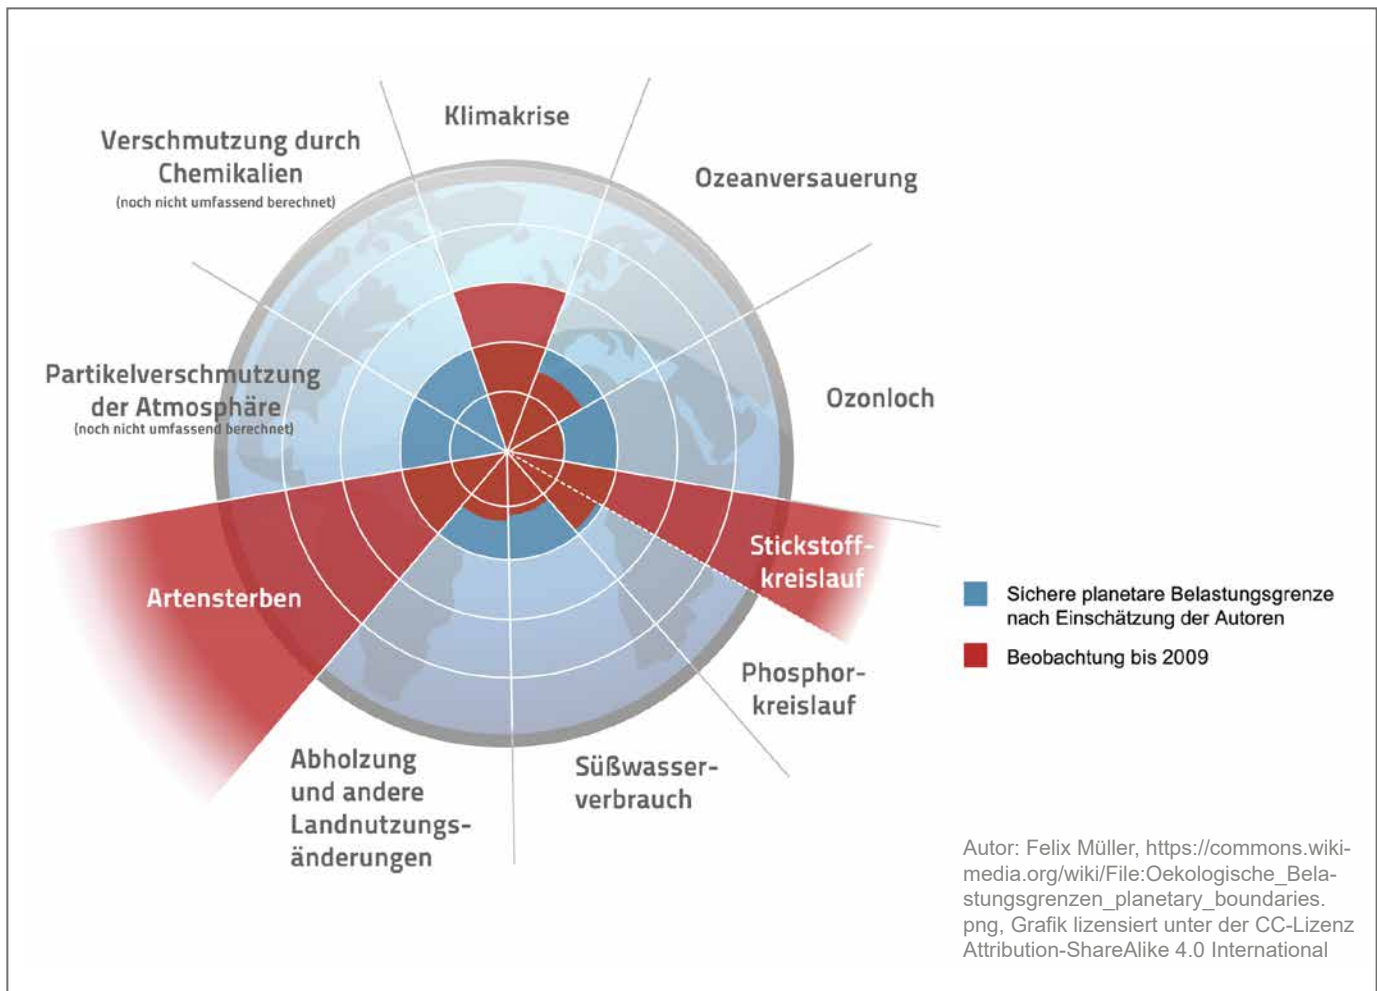 Klimakrise
Verschmutzung durch
Chemikalien
(noch nicht umfassend berechnet)
Ozeanversauerung
Partikelverschmutzung
der Atmosphäre
(noch nicht umfassend berechnet)
Ozonloch
Stickstoff-
kreislauf
Artensterben
Phosphor-
kreislauf
Abholzung
und andere
Landnutzungs-
änderungen
Süßwasser-
verbrauch
Sichere planetare Belastungsgrenze
nach Einschätzung der Autoren
Beobachtung bis 2009
Autor: Felix Müller, https://commons.wiki-
media.org/wiki/File:Oekologische_Bela-
stungsgrenzen_planetary_boundaries.
png, Grafik lizensiert unter der CC-Lizenz
Attribution-ShareAlike 4.0 International